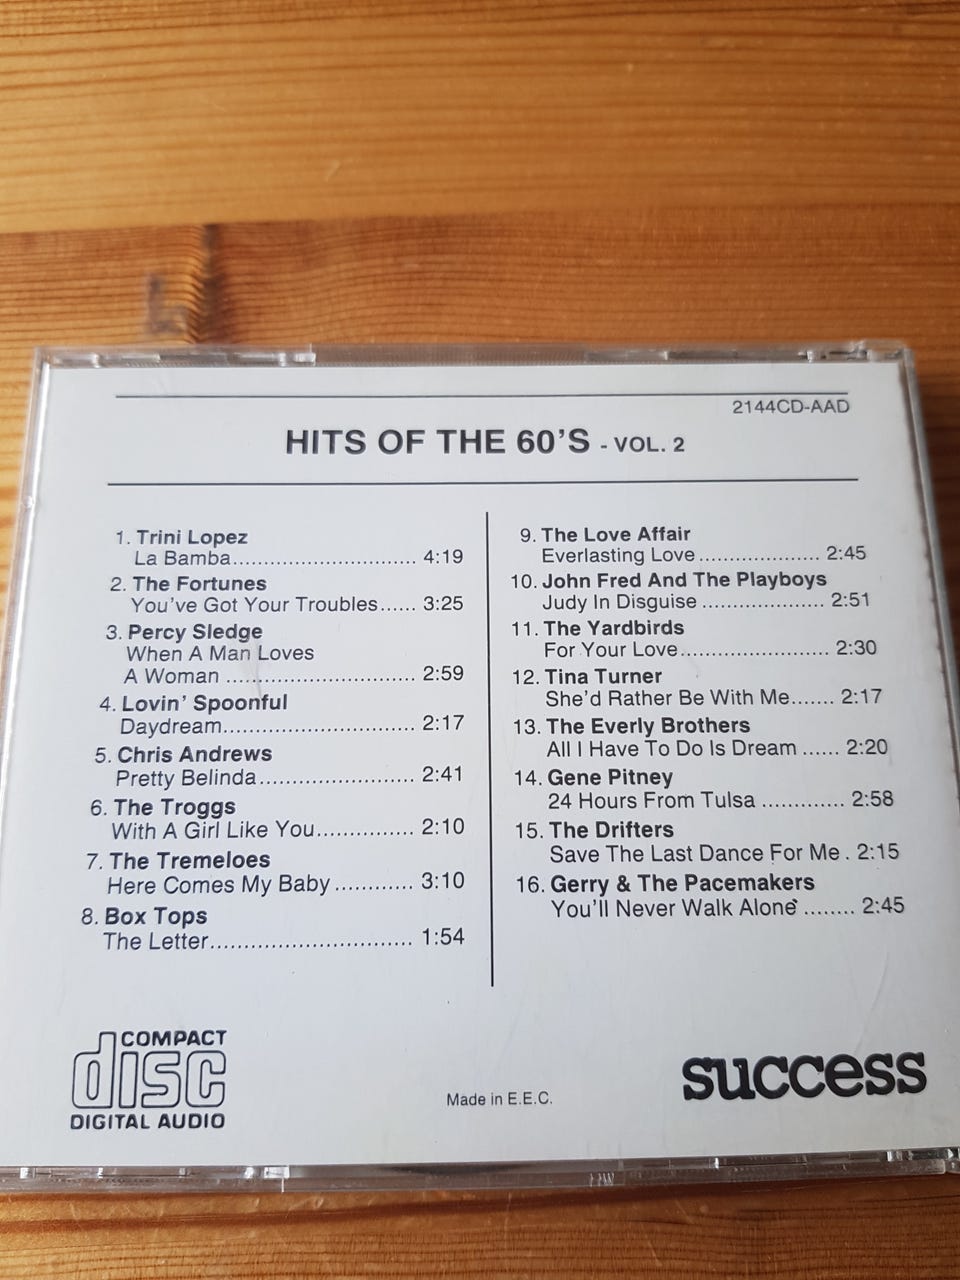 2144CD-AAD
HITS OF THE 60'S - VOL. 2
1. Trini Lopez
La Bamba............................ 4:19
2. The Fortunes
You've Got Your Troubles...... 3:25
3. Percy Sledge
When A Man Loves
A Woman ............................ 2:59
4. Lovin' Spoonful
Daydream............................. 2:17
5. Chris Andrews
Pretty Belinda....................... 2:41
6. The Troggs
With A Girl Like You............... 2:10
7. The Tremeloes
Here Comes My Baby ............ 3:10
8. Box Tops
The Letter............................... 1:54
9. The Love Affair
Everlasting Love.................... 2:45
10. John Fred And The Playboys
Judy In Disguise .................... 2:51
11. The Yardbirds
For Your Love........................ 2:30
12. Tina Turner
She'd Rather Be With Me....... 2:17
13. The Everly Brothers
All I Have To Do Is Dream ...... 2:20
14. Gene Pitney
24 Hours From Tulsa ............. 2:58
15. The Drifters
Save The Last Dance For Me . 2:15
16. Gerry & The Pacemakers
You'll Never Walk Alone ........ 2:45
COMPACT
disc
DIGITAL AUDIO
Made in E.E.C.
success